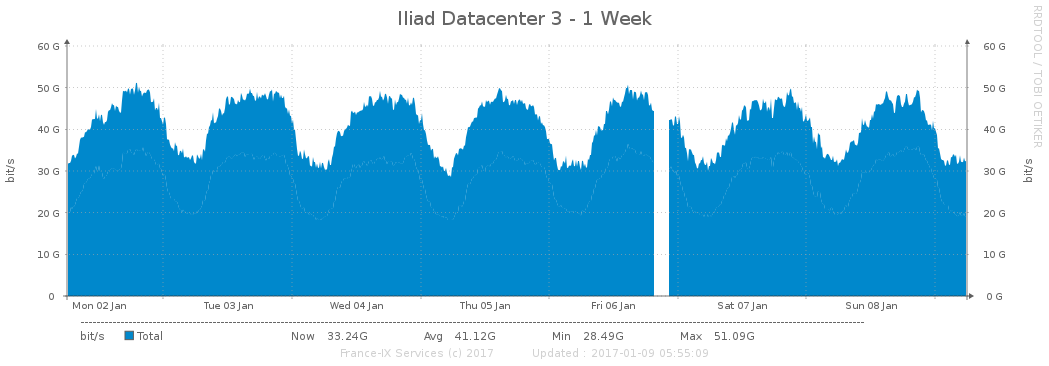 Iliad Datacenter 3 - 1 Week
RRDTOOL / TOBI OETIKER
60 G 60 G
50 G 50 G
40 G 40 G
bit/s bit/s
30 G 30 G
20 G 20 G
10 G 10 G
0 0 G
Mon 02 Jan Tue 03 Jan Wed 04 Jan Thu 05 Jan Fri 06 Jan Sat 07 Jan Sun 08 Jan
bit/s Total Now 33.24G Avg 41.12G Min 28.49G Max 51.09G
France-IX Services (c) 2017 Updated : 2017-01-09 05:55:09